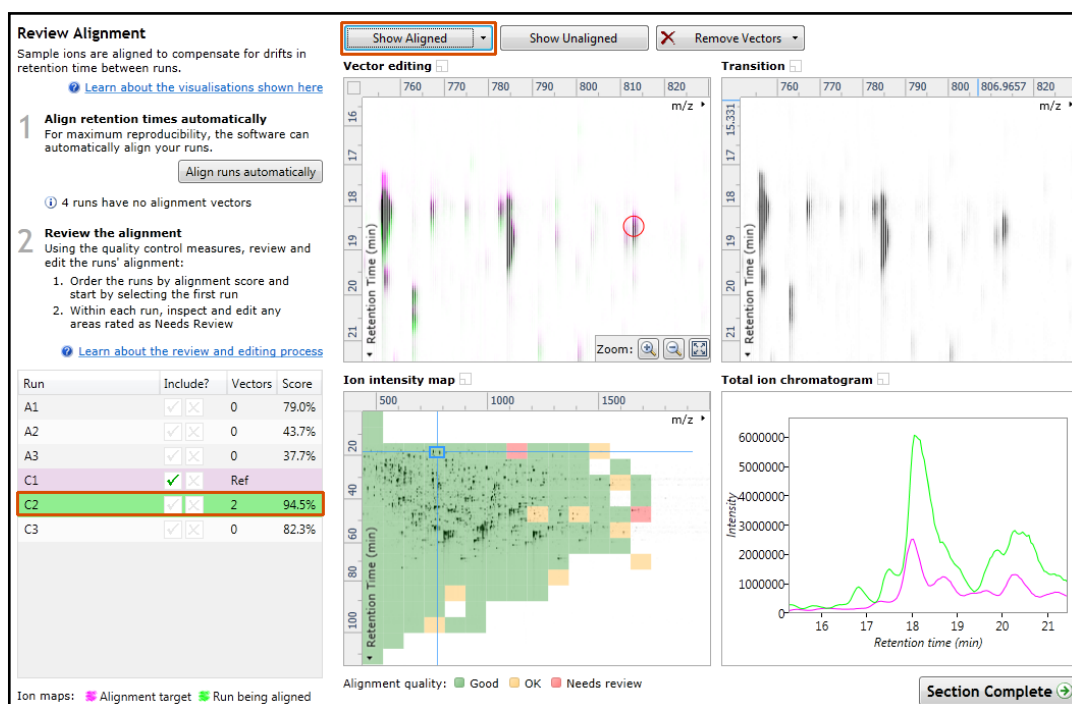 Review Alignment
Sample ions are aligned to compensate for drifts in
retention time between runs.
Learn about the visualisations shown here
1 Align retention times automatically
For maximum reproducibility, the software can
automatically align your runs.
Align runs automatically
4 runs have no alignment vectors
2 Review the alignment
Using the quality control measures, review and
edit the runs' alignment:
1. Order the runs by alignment score and
start by selecting the first run
2. Within each run, inspect and edit any
areas rated as Needs Review
Learn about the review and editing process
Run Include? Vectors Score
A1 0 79.0%
A2 0 43.7%
A3 0 37.7%
C1 Ref
C2 2 94.5%
C3 0 82.3%
Ion maps: Alignment target Run being aligned
Show Aligned Show Unaligned Remove Vectors
Vector editing
760 770 780 790 800 810 820
m/z
16
17
18
19
20
21
Retention Time (min)
Zoom:
Transition
760 770 780 790 800 806.9657 820
m/z
15.331
17
18
19
20
21
Retention Time (min)
Ion intensity map
500 1000 1500
m/z
20
40
60
80
100
Retention Time (min)
Alignment quality: Good OK Needs review
Total ion chromatogram
6000000
5000000
4000000
3000000
2000000
1000000
0
Intensity
16 17 18 19 20 21
Retention time (min)
Section Complete